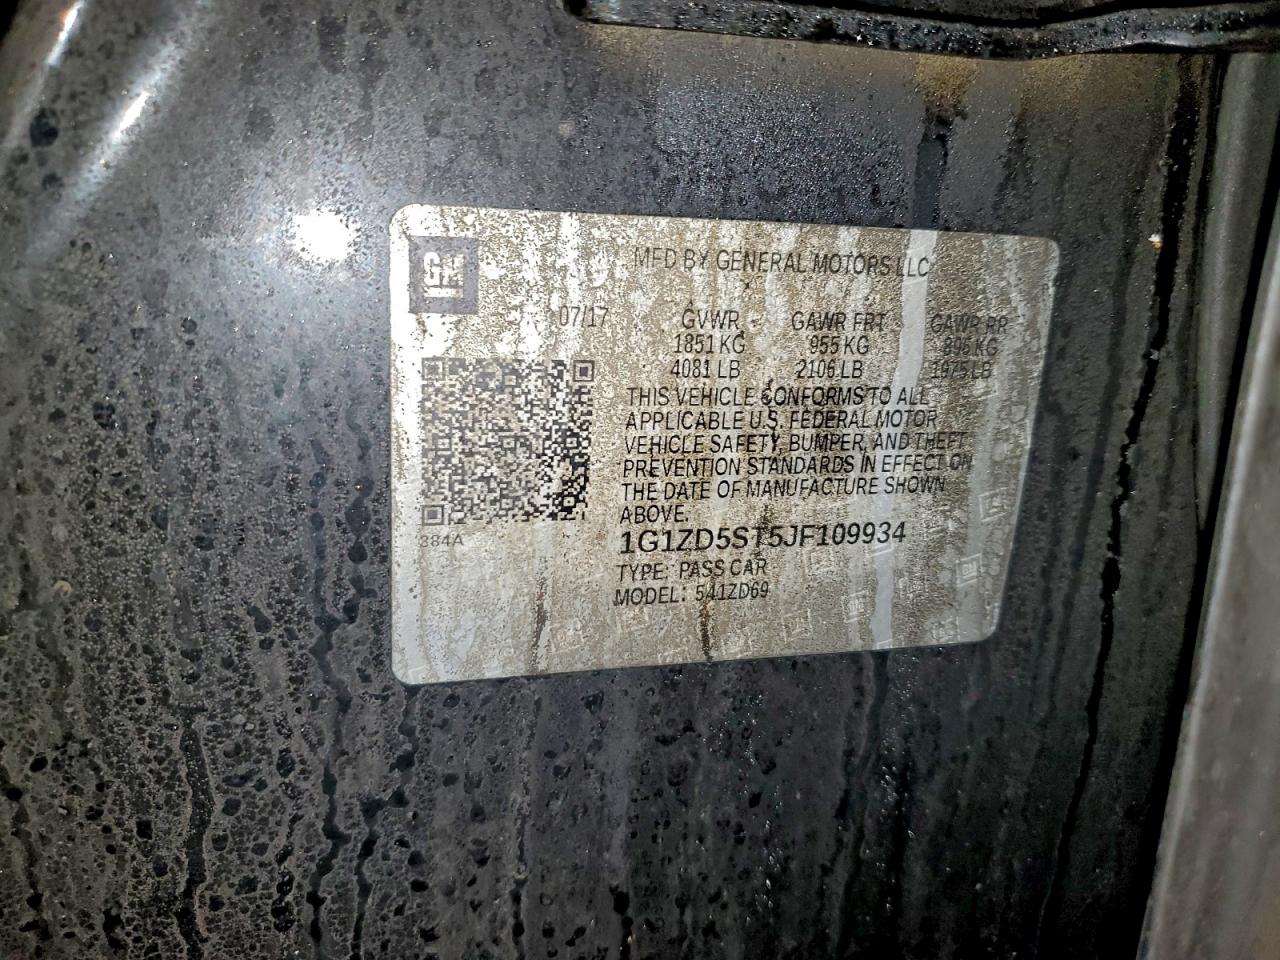 GM
MFD BY GENERAL MOTORS LLC
07/17 GVWR GAWR FRT GAWR RR
1851 KG 955 KG 896 KG
4081 LB 2106 LB 1975 LB
THIS VEHICLE CONFORMS TO ALL
APPLICABLE U.S. FEDERAL MOTOR
VEHICLE SAFETY, BUMPER, AND THEFT
PREVENTION STANDARDS IN EFFECT ON
THE DATE OF MANUFACTURE SHOWN
ABOVE.
384A
1G1ZD5ST5JF109934
TYPE: PASS CAR
MODEL: 541ZD69